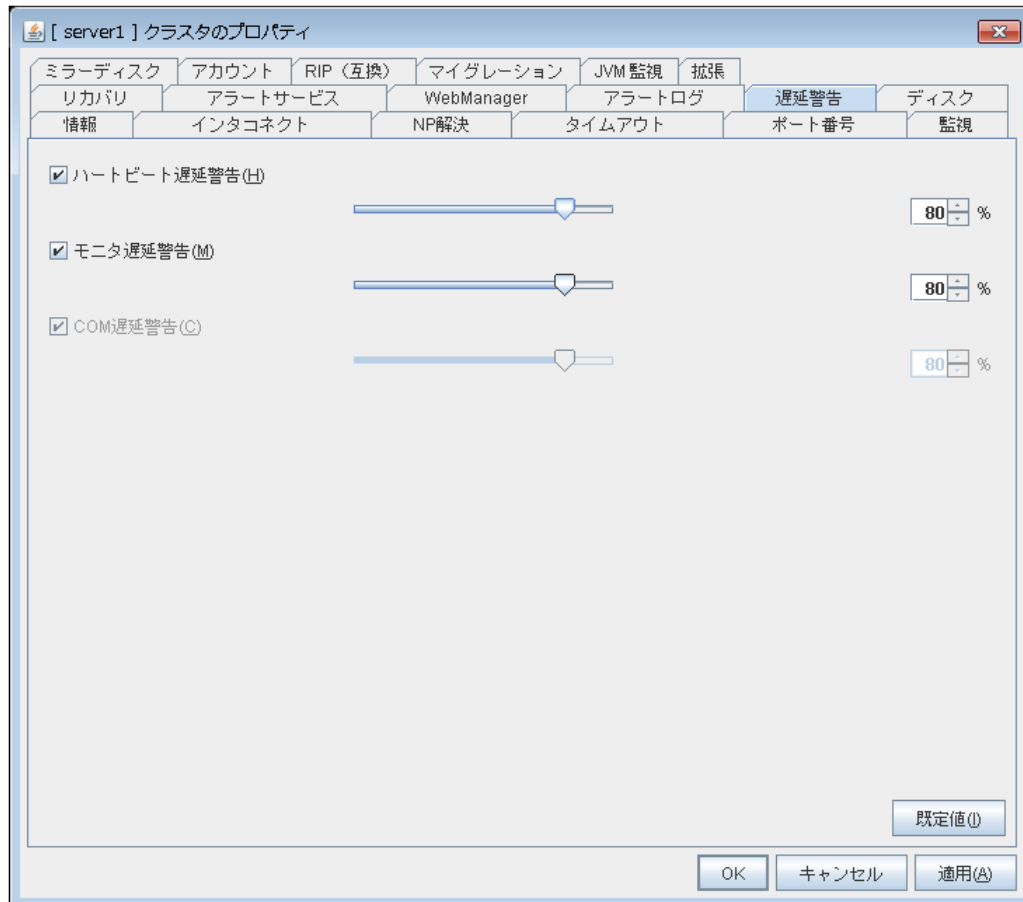 [ server1 ] クラスタのプロパティ
ミラーディスク アカウント RIP（互換） マイグレーション JVM監視 拡張
リカバリ アラートサービス WebManager アラートログ 遅延警告 ディスク
情報 インタコネクト NP解決 タイムアウト ポート番号 監視
ハートビート遅延警告(H)
80 %
モニタ遅延警告(M)
80 %
COM遅延警告(C)
80 %
既定値(I)
OK キャンセル 適用(A)